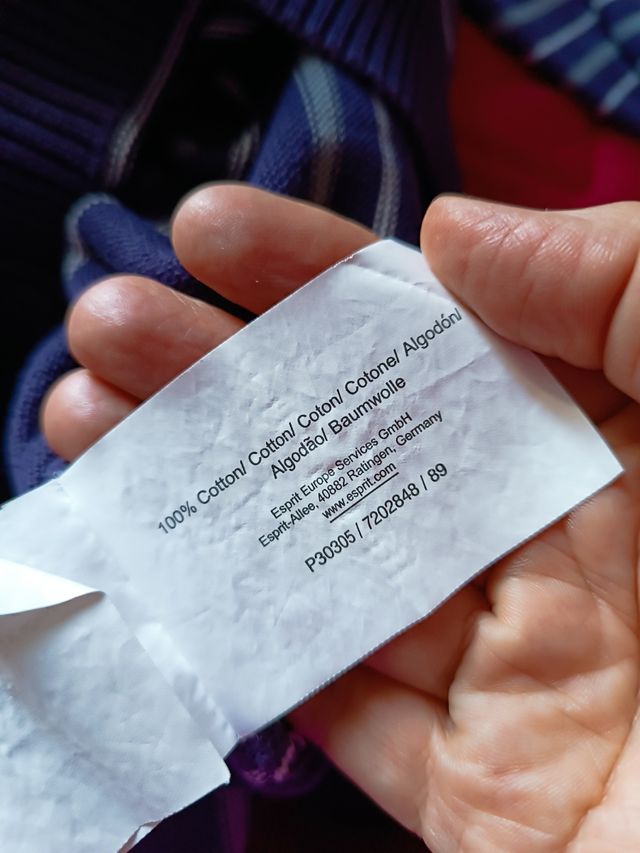 100% Cotton/ Cotton/ Coton/ Cotone/ Algodón/
Algodão/ Baumwolle
Esprit Europe Services GmbH
Esprit-Allee, 40882 Ratingen, Germany
www.esprit.com
P30305 / 7202848 / 89